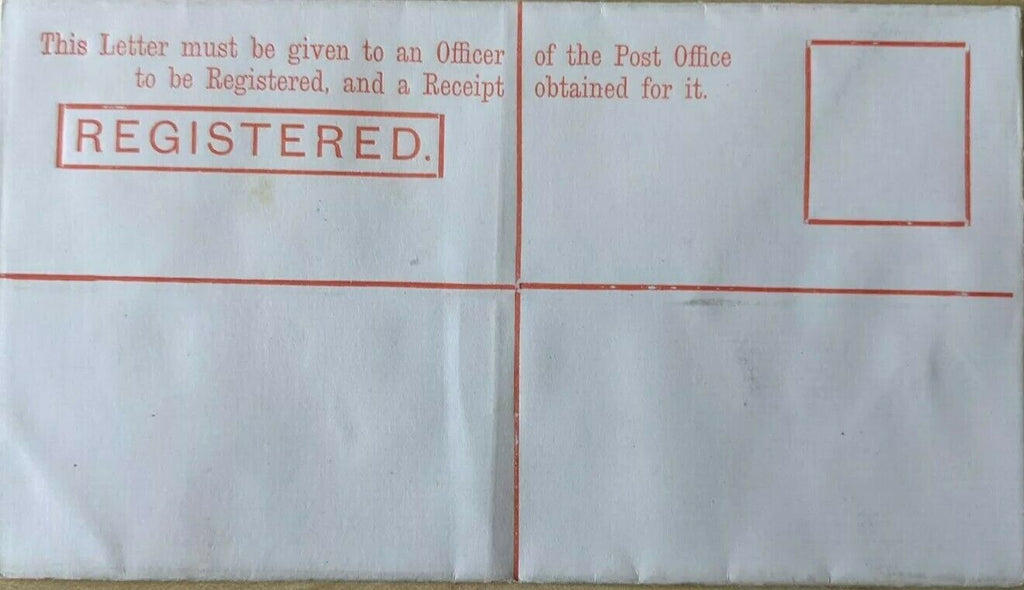 This Letter must be given to an Officer of the Post Office
to be Registered, and a Receipt obtained for it.
REGISTERED.